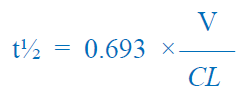 V
t½ = 0.693 ×
CL